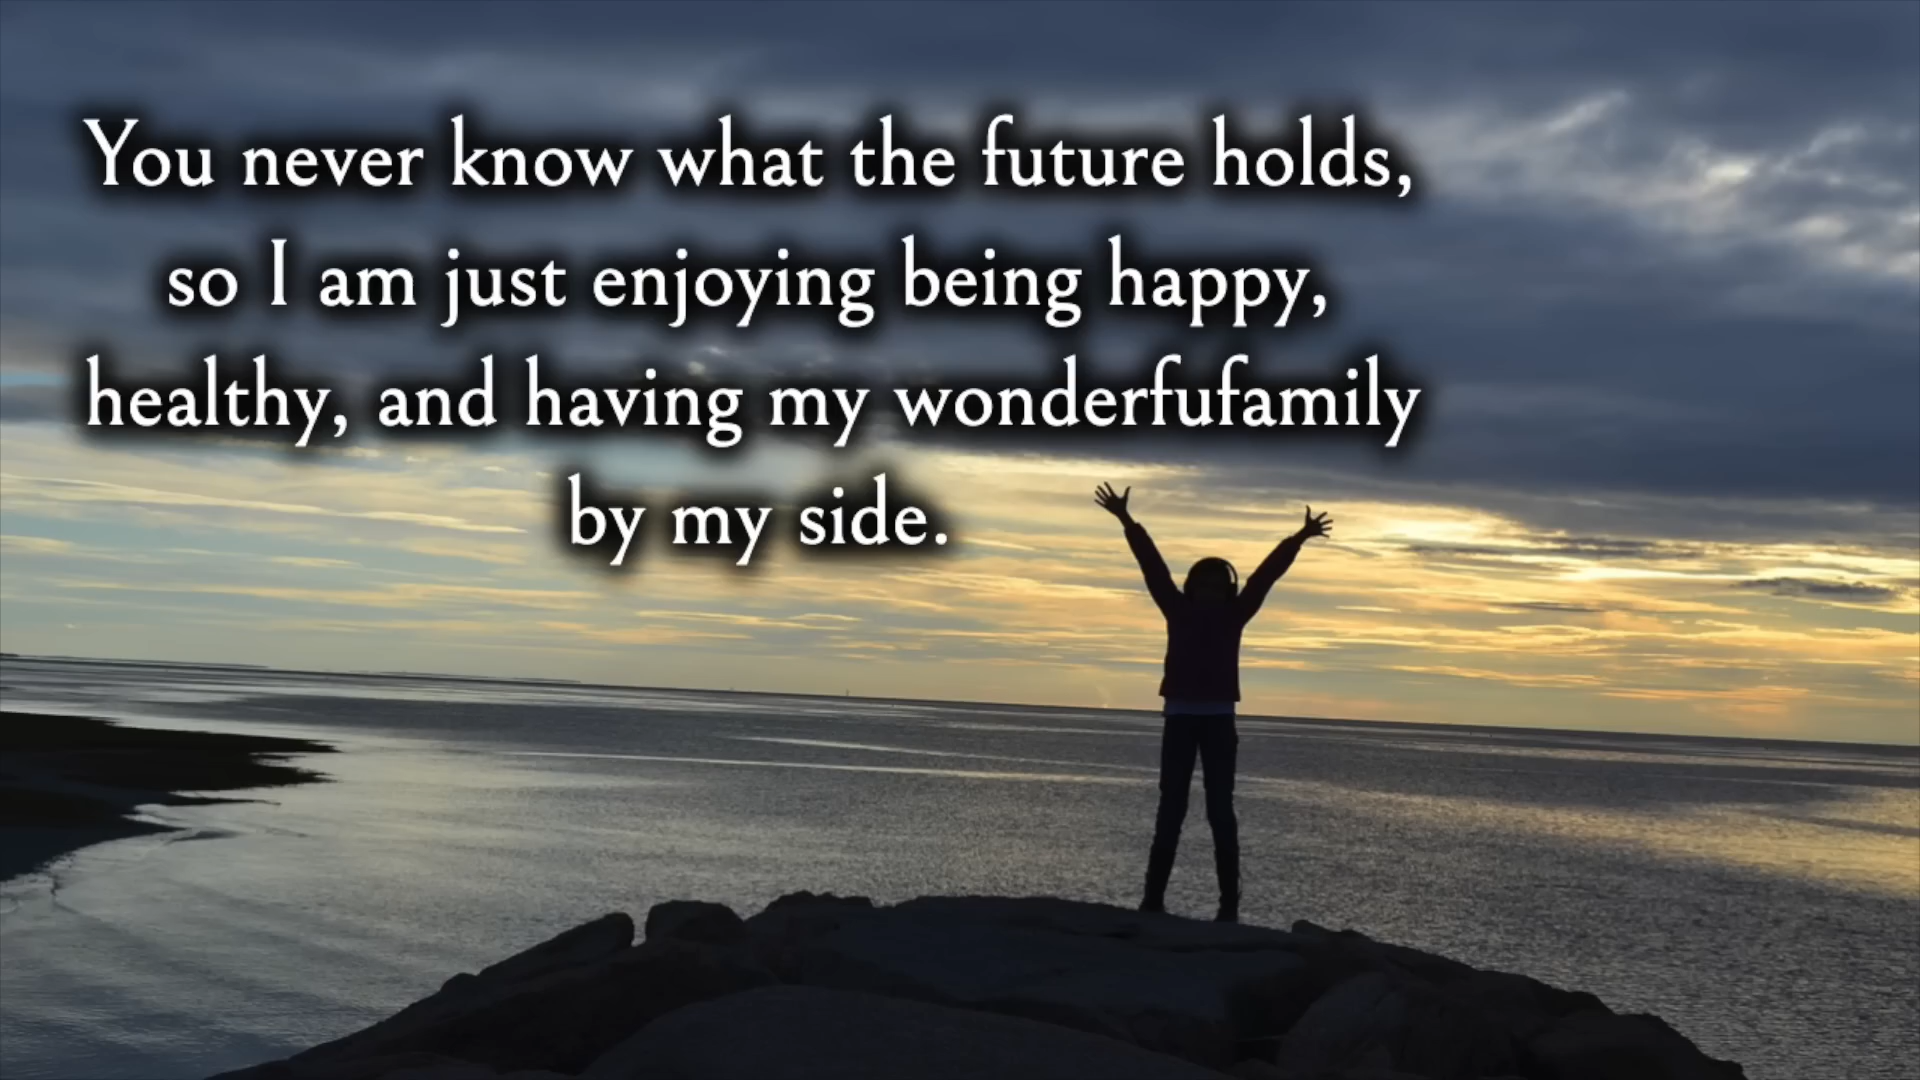 You never know what the future holds,
so I am just enjoying being happy,
healthy, and having my wonderfufamily
by my side.